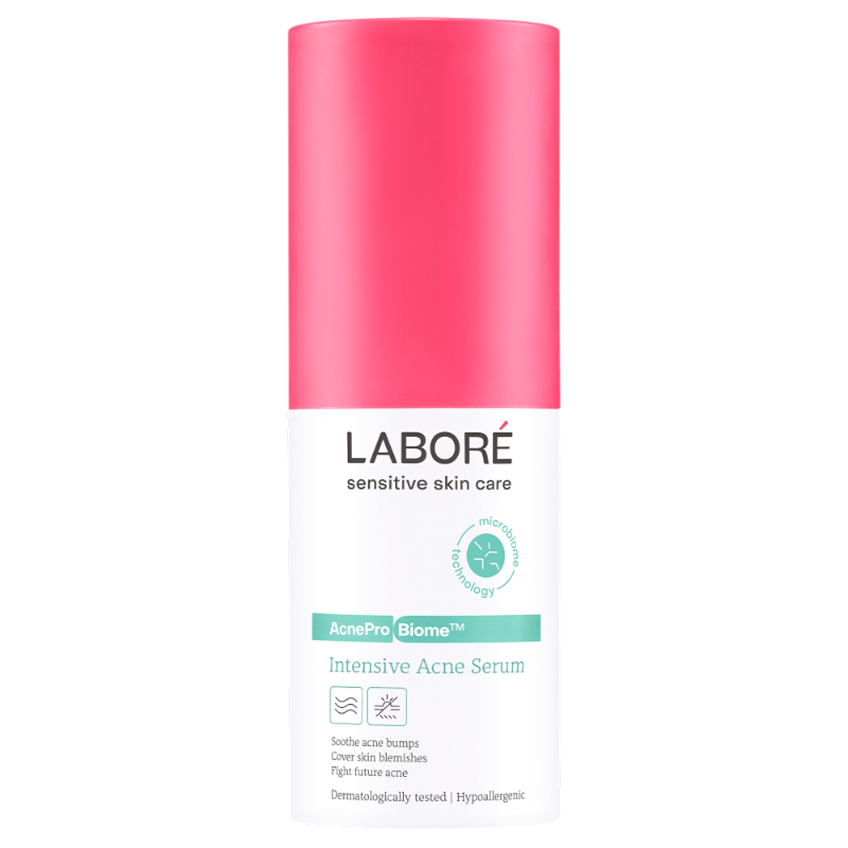 LABORÉ
sensitive skin care
microbiome
technology
AcnePro Biome™
Intensive Acne Serum
Soothe acne bumps
Cover skin blemishes
Fight future acne
Dermatologically tested | Hypoallergenic